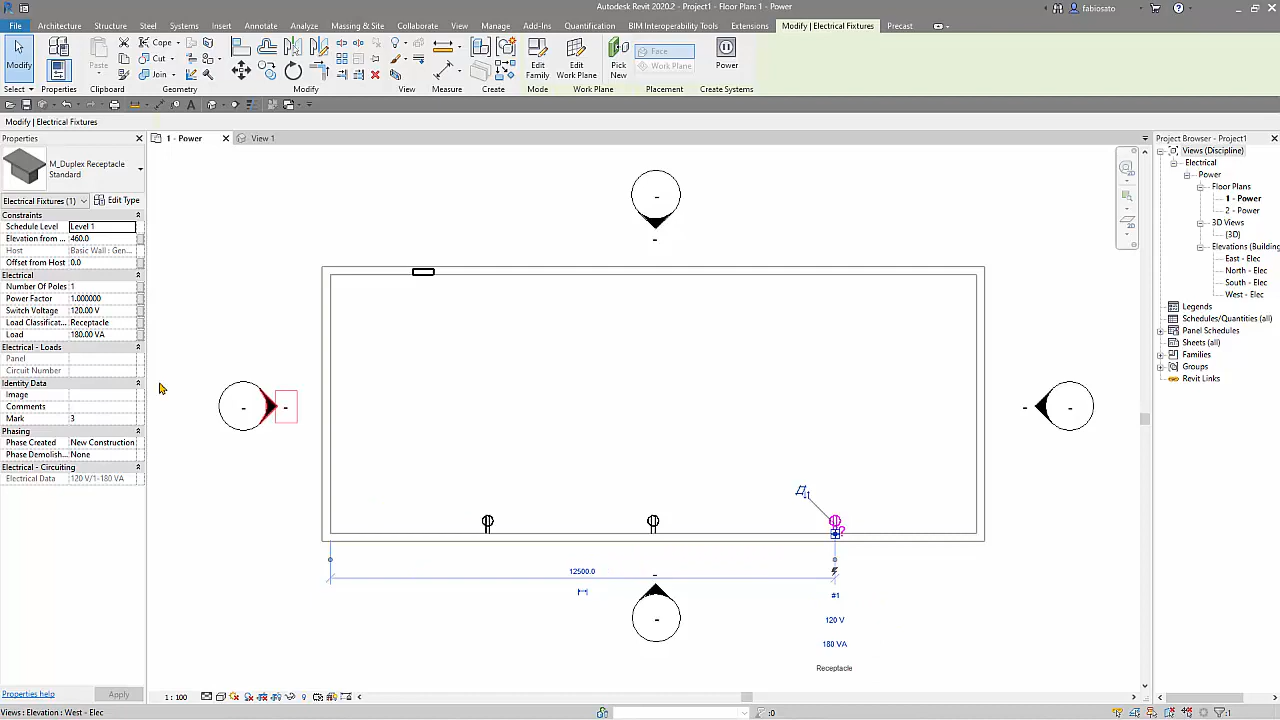 Autodesk Revit 2020.2 - Project1 - Floor Plan: 1 - Power
fabiosato
File Architecture Structure Steel Systems Insert Annotate Analyze Massing & Site Collaborate View Manage Add-Ins Quantification BIM Interoperability Tools Extensions Modify | Electrical Fixtures Precast
Modify Paste Cope Cut Join Edit Family Edit Work Plane Pick New Face Work Plane Power
Select Properties Clipboard Geometry Modify View Measure Create Mode Work Plane Placement Create Systems
Modify | Electrical Fixtures
Properties
M_Duplex Receptacle
Standard
Electrical Fixtures (1) Edit Type
Constraints
Schedule Level Level 1
Elevation from ... 460.0
Host Basic Wall : Gen...
Offset from Host 0.0
Electrical
Number Of Poles 1
Power Factor 1.000000
Switch Voltage 120.00 V
Load Classificat... Receptacle
Load 180.00 VA
Electrical - Loads
Panel
Circuit Number
Identity Data
Image
Comments
Mark 3
Phasing
Phase Created New Construction
Phase Demolish... None
Electrical - Circuiting
Electrical Data 120 V/1-180 VA
Properties help Apply
1 - Power View 1
12500.0
#1
120 V
180 VA
Receptacle
Project Browser - Project1
Views (Discipline)
Electrical
Power
Floor Plans
1 - Power
2 - Power
3D Views
{3D}
Elevations (Building
East - Elec
North - Elec
South - Elec
West - Elec
Legends
Schedules/Quantities (all)
Panel Schedules
Sheets (all)
Families
Groups
Revit Links
1 : 100
Views : Elevation : West - Elec
:0
:1